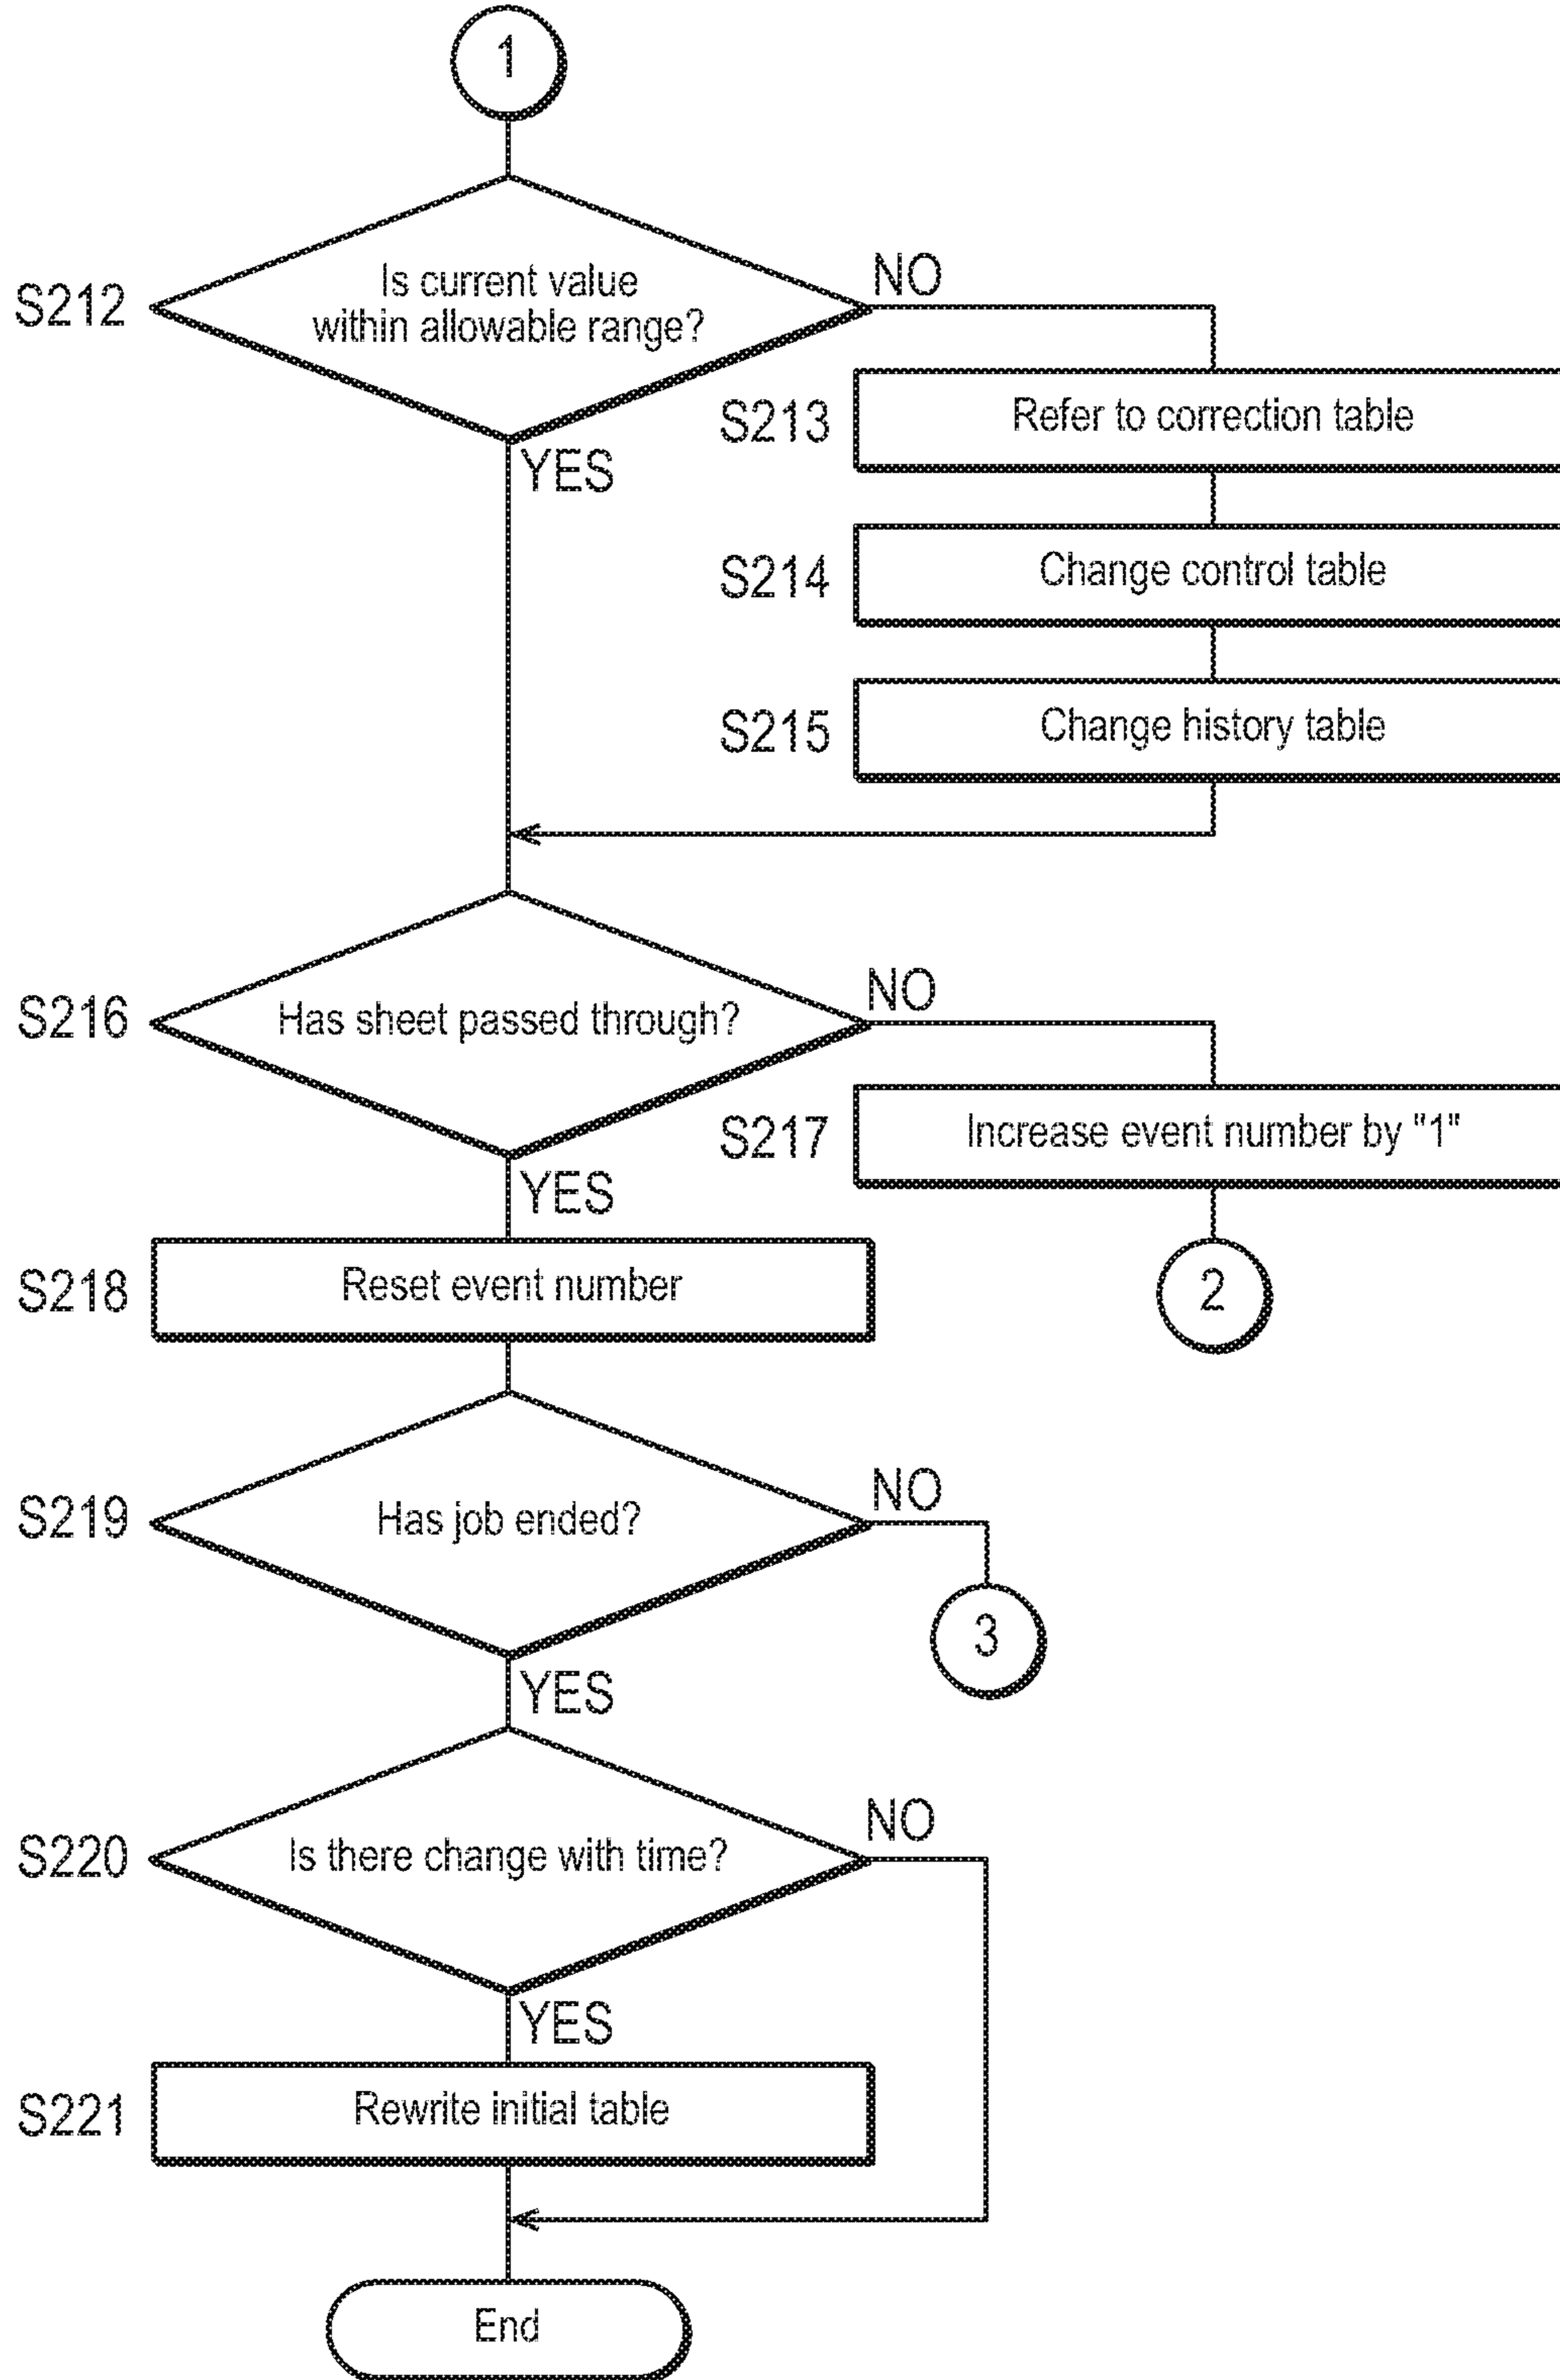 1
S212
Is current value
within allowable range?
NO
YES
S213
Refer to correction table
S214
Change control table
S215
Change history table
S216
Has sheet passed through?
NO
YES
S217
Increase event number by "1"
2
S218
Reset event number
S219
Has job ended?
NO
3
YES
S220
Is there change with time?
NO
YES
S221
Rewrite initial table
End